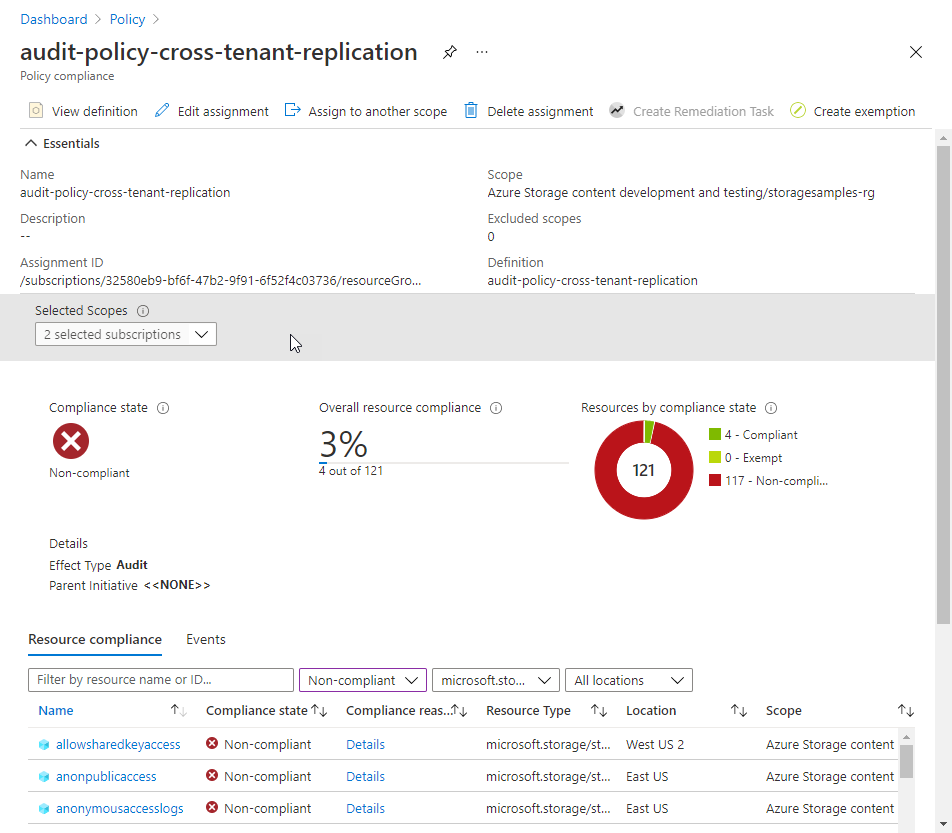 Dashboard > Policy >
audit-policy-cross-tenant-replication ...
Policy compliance
View definition Edit assignment Assign to another scope Delete assignment Create Remediation Task Create exemption
Essentials
Name Scope
audit-policy-cross-tenant-replication Azure Storage content development and testing/storagesamples-rg
Description Excluded scopes
-- 0
Assignment ID Definition
/subscriptions/32580eb9-bf6f-47b2-9f91-6f52f4c03736/resourceGro... audit-policy-cross-tenant-replication
Selected Scopes
2 selected subscriptions
Compliance state Overall resource compliance Resources by compliance state
3% 121 4 - Compliant
0 - Exempt
Non-compliant 4 out of 121 117 - Non-compli...
Details
Effect Type Audit
Parent Initiative <<NONE>>
Resource compliance Events
Filter by resource name or ID... Non-compliant microsoft.sto... All locations
Name Compliance state Compliance reas... Resource Type Location Scope
allowsharedkeyaccess Non-compliant Details microsoft.storage/st... West US 2 Azure Storage content
anonpublicaccess Non-compliant Details microsoft.storage/st... East US Azure Storage content
anonymousaccesslogs Non-compliant Details microsoft.storage/st... East US Azure Storage content